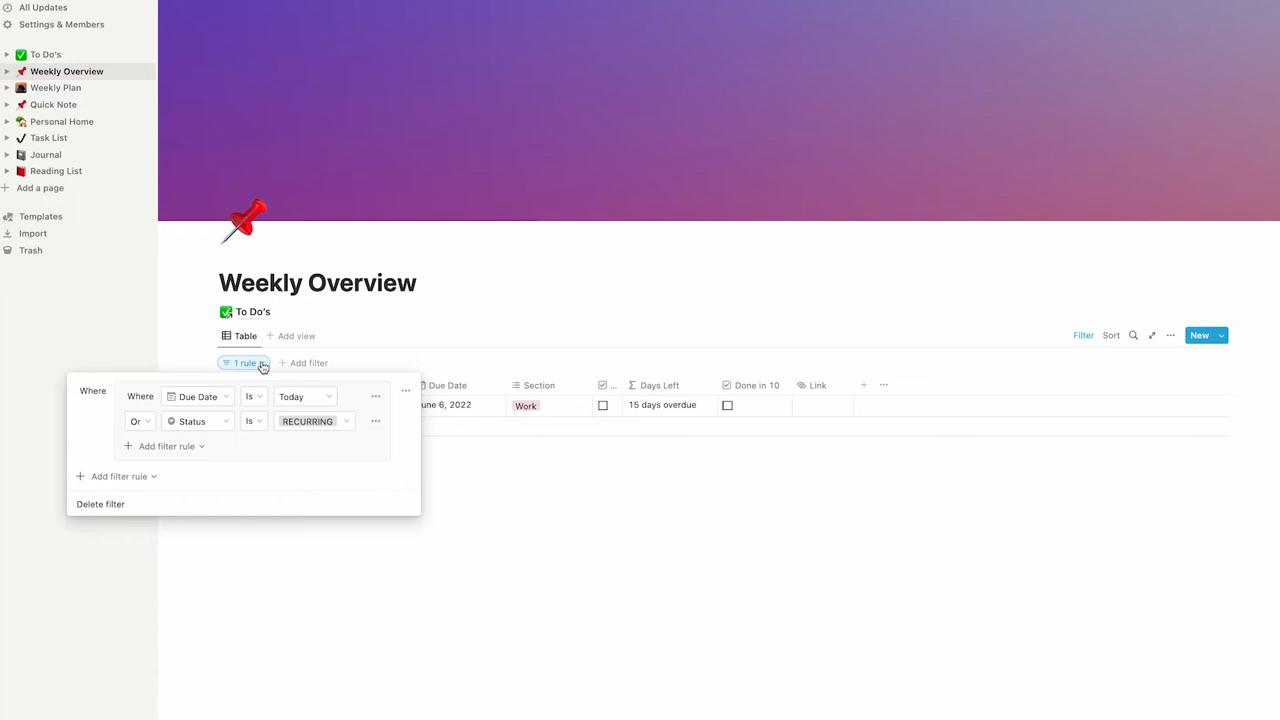 All Updates
Settings & Members
To Do's
Weekly Overview
Weekly Plan
Quick Note
Personal Home
Task List
Journal
Reading List
Add a page
Templates
Import
Trash
Weekly Overview
To Do's
Table Add view Filter Sort New
1 rule Add filter
Due Date Section ... Days Left Done in 10 Link
une 6, 2022 Work 15 days overdue
Where Where Due Date Is Today
Or Status Is RECURRING
Add filter rule
Add filter rule
Delete filter